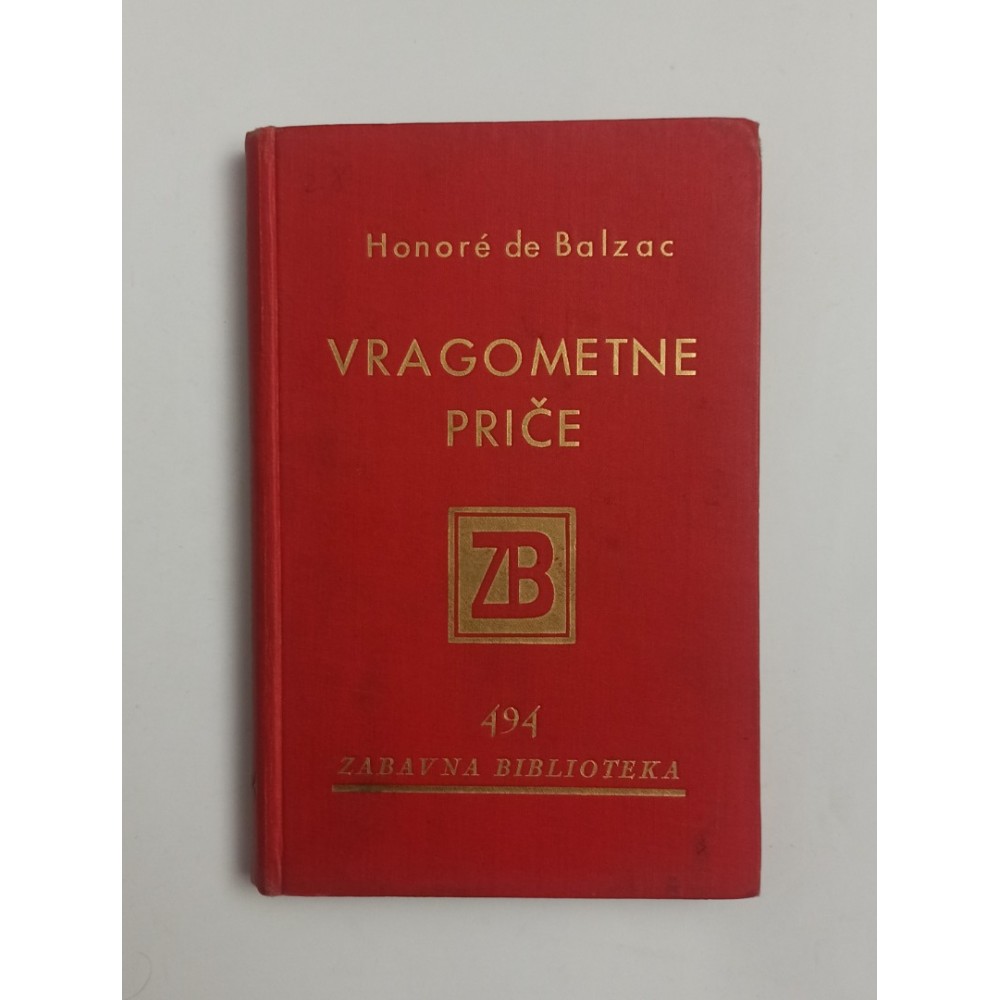 Honoré de Balzac
VRAGOMETNE
PRIČE
ZB
494
ZABAVNA BIBLIOTEKA